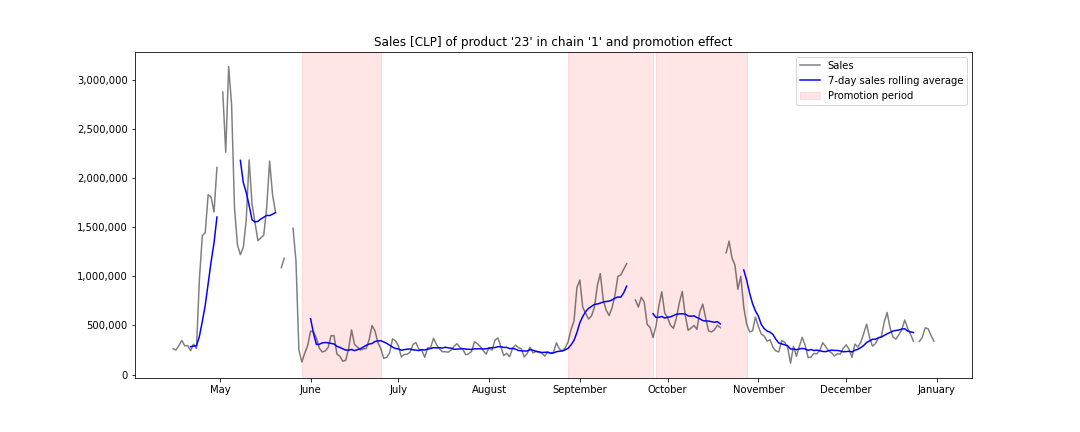 Sales [CLP] of product '23' in chain '1' and promotion effect
Sales
7-day sales rolling average
Promotion period
3,000,000
2,500,000
2,000,000
1,500,000
1,000,000
500,000
0
May June July August September October November December January